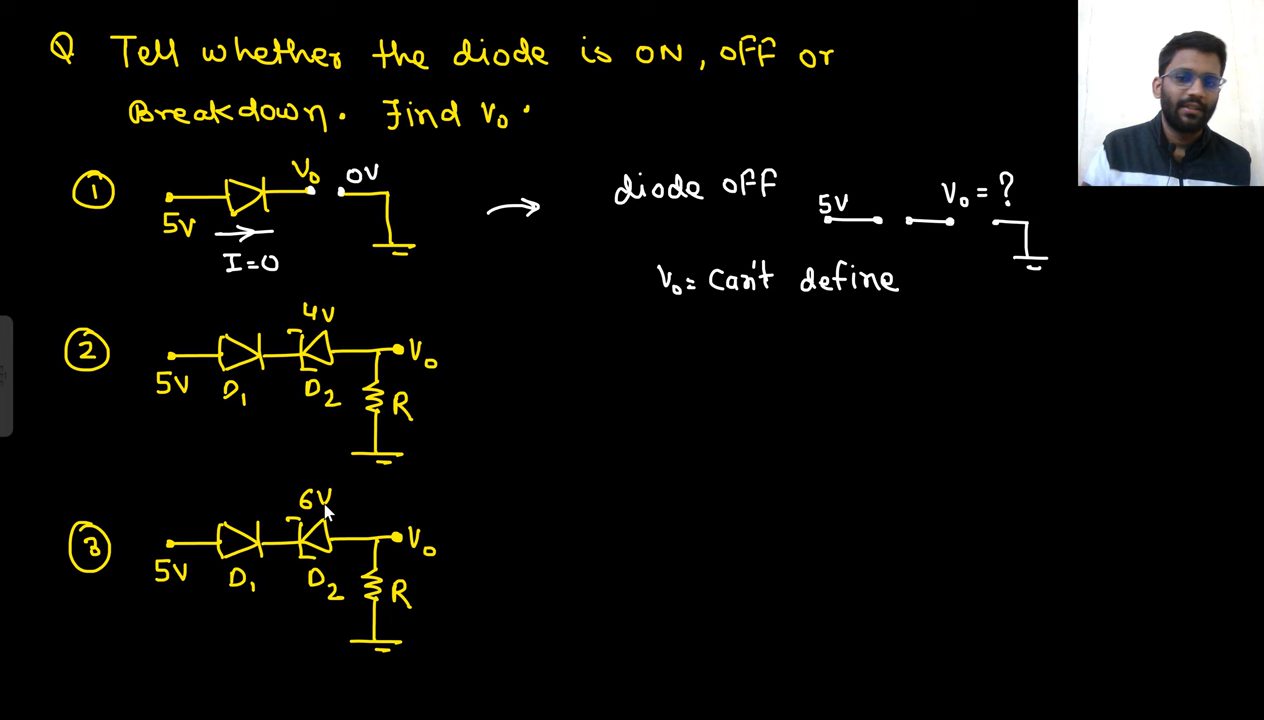 Q Tell whether the diode is ON, Off or
Breakdown. Find V0.
1
V0
0V
5V
I=0
diode off
5V
V0 = ?
V0 = Can't define
2
4V
5V
D1
D2
V0
R
3
6V
5V
D1
D2
V0
R